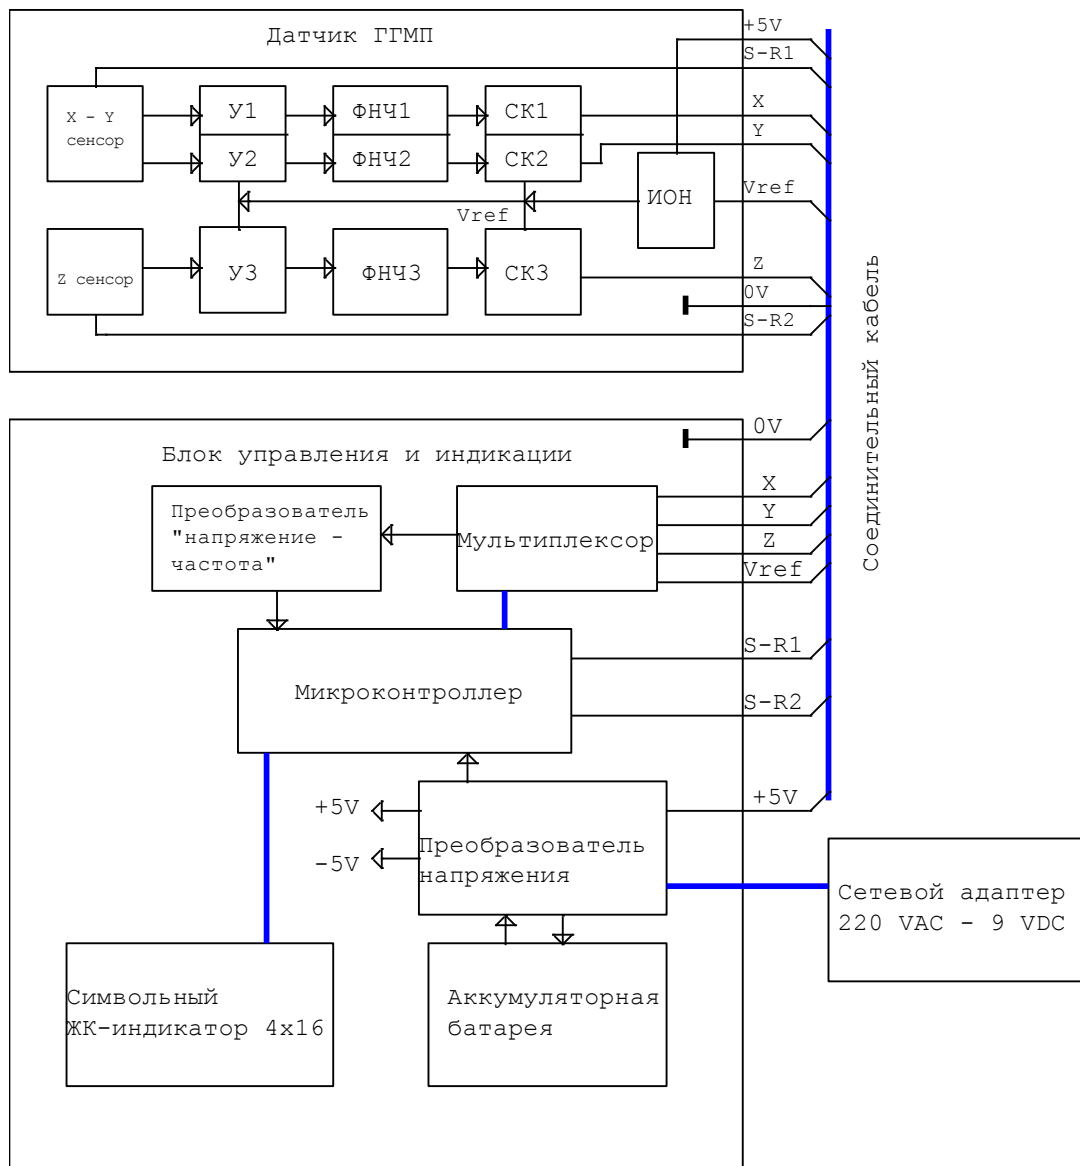 Датчик ГГМП
+5V
S-R1
X - Y
сенсор
У1
ФНЧ1
СК1
X
У2
ФНЧ2
СК2
Y
ИОН
Vref
Vref
Z сенсор
У3
ФНЧ3
СК3
Z
0V
S-R2
Соединительный кабель
0V
Блок управления и индикации
X
Преобразователь
"напряжение -
частота"
Мультиплексор
Y
Z
Vref
S-R1
Микроконтроллер
S-R2
+5V
+5V
-5V
Преобразователь
напряжения
Сетевой адаптер
220 VAC - 9 VDC
Символьный
ЖК-индикатор 4x16
Аккумуляторная
батарея